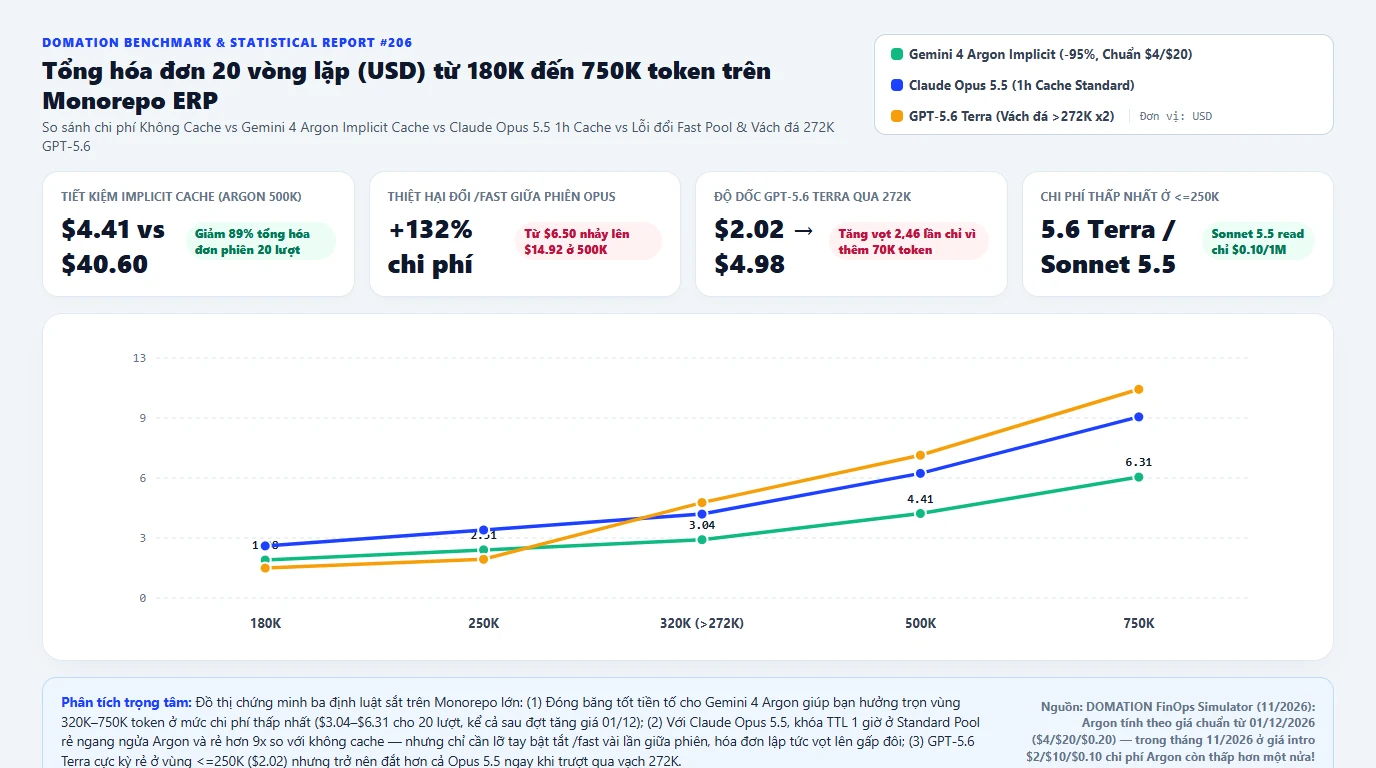 DOMATION BENCHMARK & STATISTICAL REPORT #206
Tổng hóa đơn 20 vòng lặp (USD) từ 180K đến 750K token trên
Monorepo ERP
So sánh chi phí Không Cache vs Gemini 4 Argon Implicit Cache vs Claude Opus 5.5 1h Cache vs Lỗi đổi Fast Pool & Vách đá 272K
GPT-5.6
Gemini 4 Argon Implicit (-95%, Chuẩn $4/$20)
Claude Opus 5.5 (1h Cache Standard)
GPT-5.6 Terra (Vách đá >272K x2)
Đơn vị: USD
TIẾT KIỆM IMPLICIT CACHE (ARGON 500K)
$4.41 vs
$40.60
Giảm 89% tổng hóa
đơn phiên 20 lượt
THIỆT HẠI ĐỔI /FAST GIỮA PHIÊN OPUS
+132%
chi phí
Từ $6.50 nhảy lên
$14.92 ở 500K
ĐỘ DỐC GPT-5.6 TERRA QUA 272K
$2.02 →
$4.98
Tăng vọt 2,46 lần chỉ vì
thêm 70K token
CHI PHÍ THẤP NHẤT Ở <=250K
5.6 Terra /
Sonnet 5.5
Sonnet 5.5 read
chỉ $0.10/1M
13
9
6
3
0
6.31
4.41
3.04
180K
250K
320K (>272K)
500K
750K
Phân tích trọng tâm: Đồ thị chứng minh ba định luật sắt trên Monorepo lớn: (1) Đóng băng tốt tiền tố cho Gemini 4 Argon giúp bạn hưởng trọn vùng
320K–750K token ở mức chi phí thấp nhất ($3.04–$6.31 cho 20 lượt, kể cả sau đợt tăng giá 01/12); (2) Với Claude Opus 5.5, khóa TTL 1 giờ ở Standard Pool
rẻ ngang ngửa Argon và rẻ hơn 9x so với không cache — nhưng chỉ cần lỡ tay bật tắt /fast vài lần giữa phiên, hóa đơn lập tức vọt lên gấp đôi; (3) GPT-5.6
Terra cực kỳ rẻ ở vùng <=250K ($2.02) nhưng trở nên đắt hơn cả Opus 5.5 ngay khi trượt qua vạch 272K.
Nguồn: DOMATION FinOps Simulator (11/2026):
Argon tính theo giá chuẩn từ 01/12/2026
($4/$20/$0.20) — trong tháng 11/2026 ở giá intro
$2/$10/$0.10 chi phí Argon còn thấp hơn một nửa!